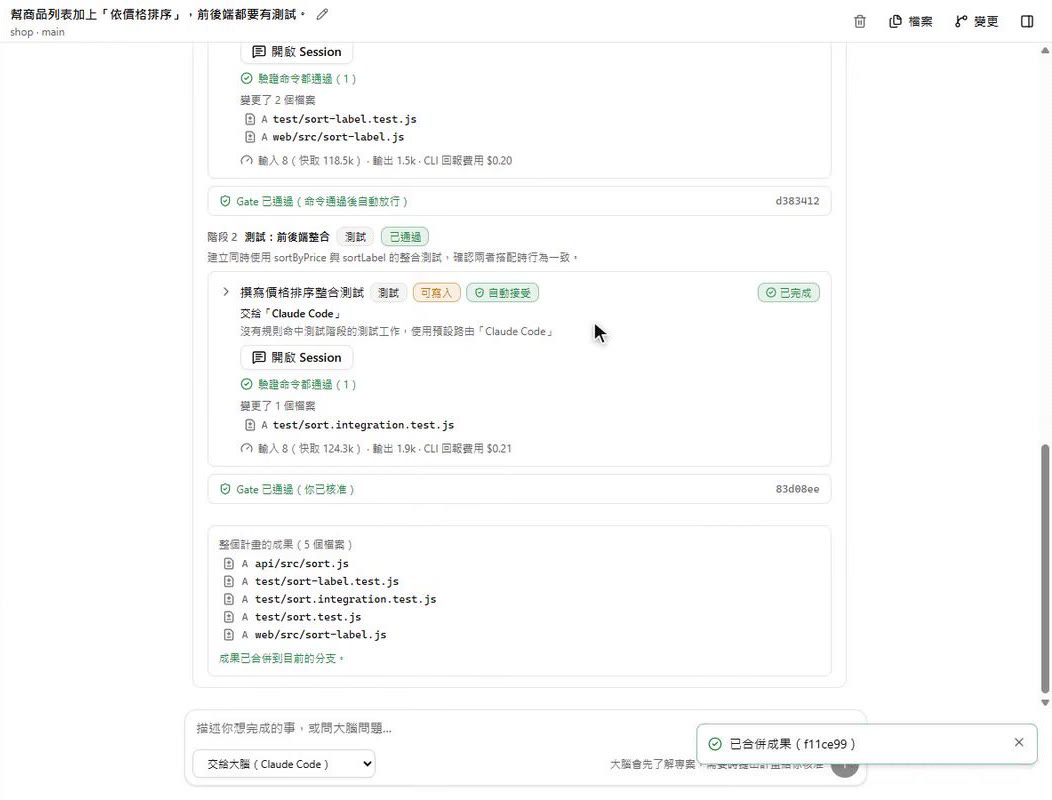 幫商品列表加上「依價格排序」，前後端都要有測試。
shop · main
檔案
變更
開啟 Session
驗證命令都通過（1）
變更了 2 個檔案
A test/sort-label.test.js
A web/src/sort-label.js
輸入 8（快取 118.5k）· 輸出 1.5k · CLI 回報費用 $0.20
Gate 已通過（命令通過後自動放行） d383412
階段 2 測試：前後端整合 測試 已通過
建立同時使用 sortByPrice 與 sortLabel 的整合測試，確認兩者搭配時行為一致。
撰寫價格排序整合測試 測試 可寫入 自動接受 已完成
交給「Claude Code」
沒有規則命中測試階段的測試工作，使用預設路由「Claude Code」
開啟 Session
驗證命令都通過（1）
變更了 1 個檔案
A test/sort.integration.test.js
輸入 8（快取 124.3k）· 輸出 1.9k · CLI 回報費用 $0.21
Gate 已通過（你已核准） 83d08ee
整個計畫的成果（5 個檔案）
A api/src/sort.js
A test/sort-label.test.js
A test/sort.integration.test.js
A test/sort.test.js
A web/src/sort-label.js
成果已合併到目前的分支。
描述你想完成的事，或問大腦問題...
已合併成果（f11ce99）
交給大腦（Claude Code）
大腦會先了解專案，需要時提出計畫給你核准